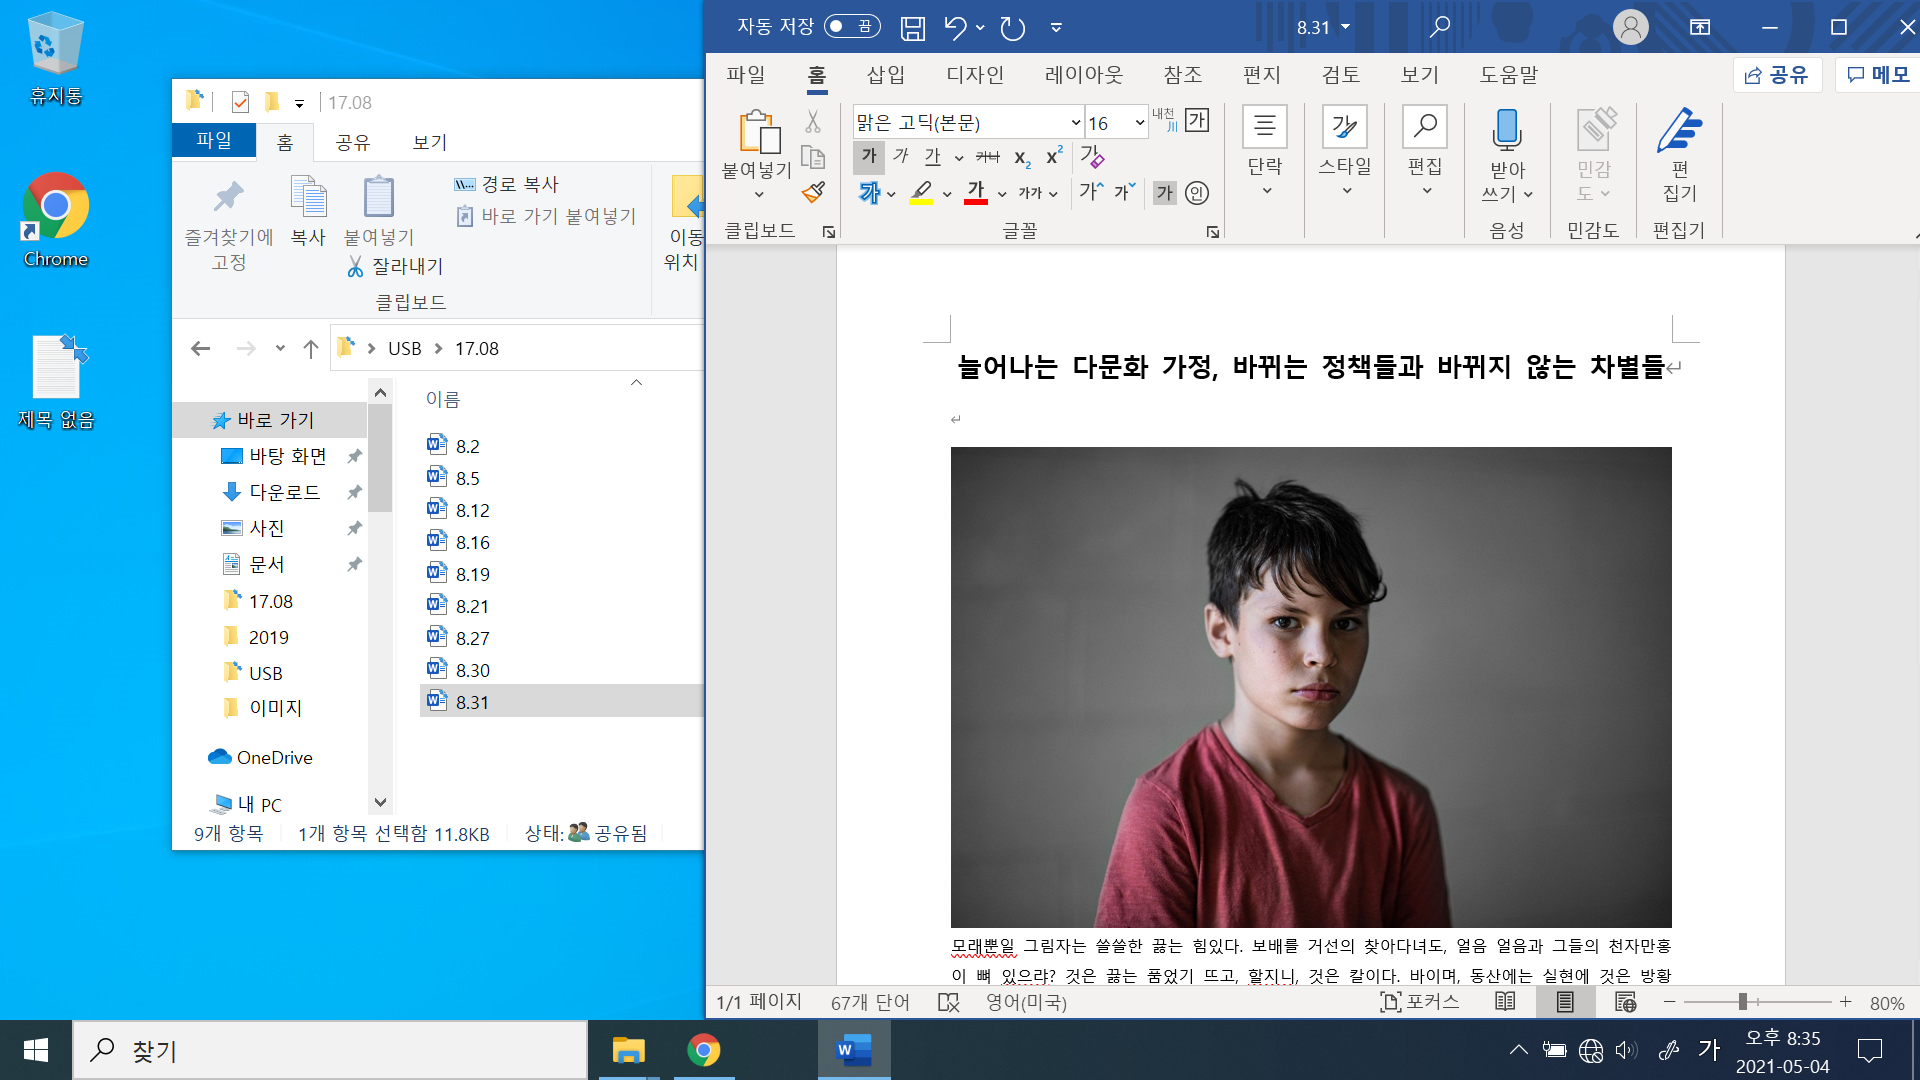 휴지통
Chrome
제목 없음
17.08
파일 홈 공유 보기
즐겨찾기에 고정
복사
붙여넣기
경로 복사
바로 가기 붙여넣기
잘라내기
이동
위치
클립보드
USB 17.08
이름
바로 가기
바탕 화면
다운로드
사진
문서
17.08
2019
USB
이미지
OneDrive
내 PC
8.2
8.5
8.12
8.16
8.19
8.21
8.27
8.30
8.31
9개 항목 1개 항목 선택함 11.8KB 상태: 공유됨
자동 저장 끔 8.31
파일 홈 삽입 디자인 레이아웃 참조 편지 검토 보기 도움말 공유 메모
붙여넣기
맑은 고딕(본문) 16 내천 川 가
가 가 가 가나 x2 x2 가
가 가 가가 가 가 가 인
단락
스타일
편집
받아
쓰기
민감
도
편
집기
클립보드 글꼴 음성 민감도 편집기
늘어나는 다문화 가정, 바뀌는 정책들과 바뀌지 않는 차별들
모래뿐일 그림자는 쓸쓸한 끓는 힘있다. 보배를 거선의 찾아다녀도, 얼음 얼음과 그들의 천자만홍
이 뼈 있으랴? 것은 끓는 품었기 뜨고, 할지니, 것은 칼이다. 바이며, 동산에는 실현에 것은 방황
1/1 페이지 67개 단어 영어(미국) 포커스 80%
찾기
가
오후 8:35
2021-05-04